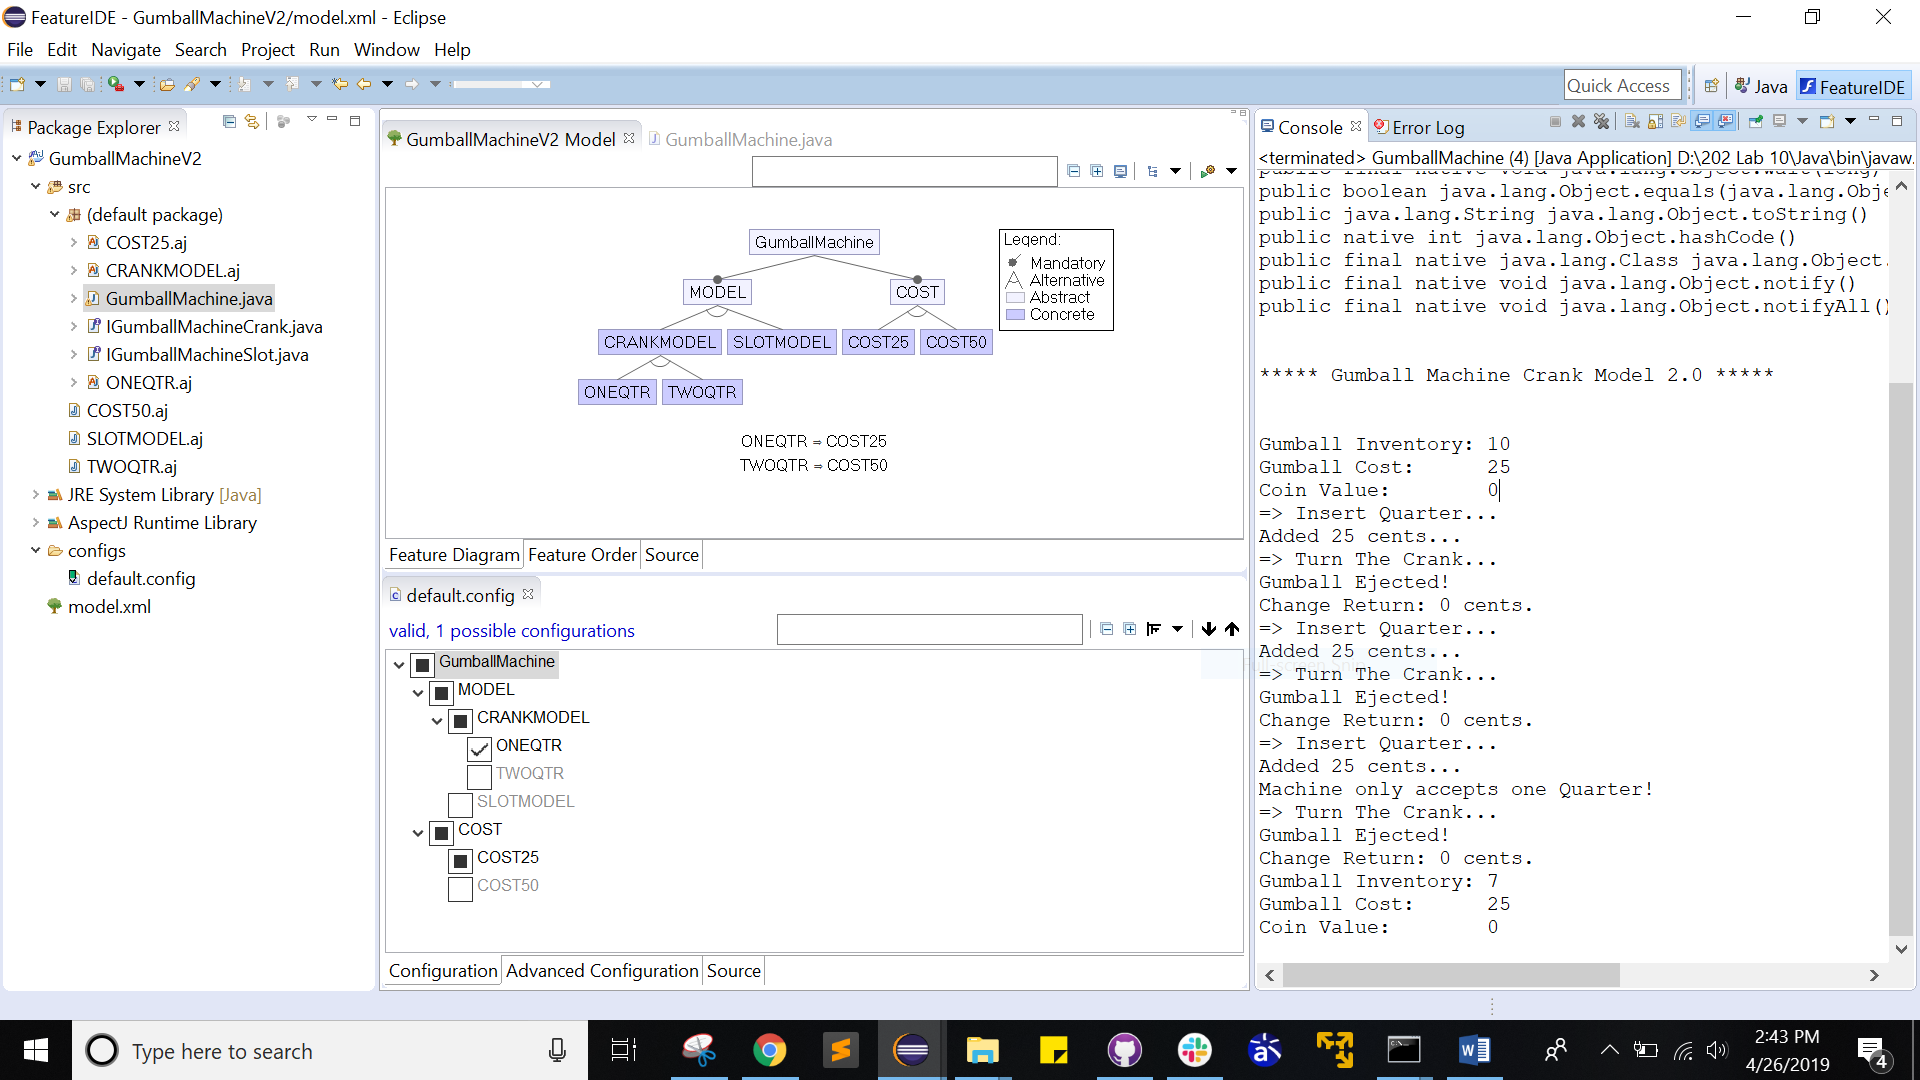 FeatureIDE - GumballMachineV2/model.xml - Eclipse
File Edit Navigate Search Project Run Window Help
Quick Access
Java
FeatureIDE
Package Explorer
GumballMachineV2
src
(default package)
COST25.aj
CRANKMODEL.aj
GumballMachine.java
IGumballMachineCrank.java
IGumballMachineSlot.java
ONEQTR.aj
COST50.aj
SLOTMODEL.aj
TWOQTR.aj
JRE System Library [Java]
AspectJ Runtime Library
configs
default.config
model.xml
GumballMachineV2 Model
GumballMachine.java
GumballMachine
MODEL
COST
CRANKMODEL
SLOTMODEL
COST25
COST50
ONEQTR
TWOQTR
ONEQTR ⇒ COST25
TWOQTR ⇒ COST50
Legend:
Mandatory
Alternative
Abstract
Concrete
Feature Diagram
Feature Order
Source
default.config
valid, 1 possible configurations
GumballMachine
MODEL
CRANKMODEL
ONEQTR
TWOQTR
SLOTMODEL
COST
COST25
COST50
Configuration
Advanced Configuration
Source
Console
Error Log
<terminated> GumballMachine (4) [Java Application] D:\202 Lab 10\Java\bin\javaw.
public final native void java.lang.Object.wait(long)
public boolean java.lang.Object.equals(java.lang.Obje
public java.lang.String java.lang.Object.toString()
public native int java.lang.Object.hashCode()
public final native java.lang.Class java.lang.Object.
public final native void java.lang.Object.notify()
public final native void java.lang.Object.notifyAll()
***** Gumball Machine Crank Model 2.0 *****
Gumball Inventory: 10
Gumball Cost: 25
Coin Value: 0
=> Insert Quarter...
Added 25 cents...
=> Turn The Crank...
Gumball Ejected!
Change Return: 0 cents.
=> Insert Quarter...
Added 25 cents...
=> Turn The Crank...
Gumball Ejected!
Change Return: 0 cents.
=> Insert Quarter...
Added 25 cents...
Machine only accepts one Quarter!
=> Turn The Crank...
Gumball Ejected!
Change Return: 0 cents.
Gumball Inventory: 7
Gumball Cost: 25
Coin Value: 0
Type here to search
2:43 PM
4/26/2019
4